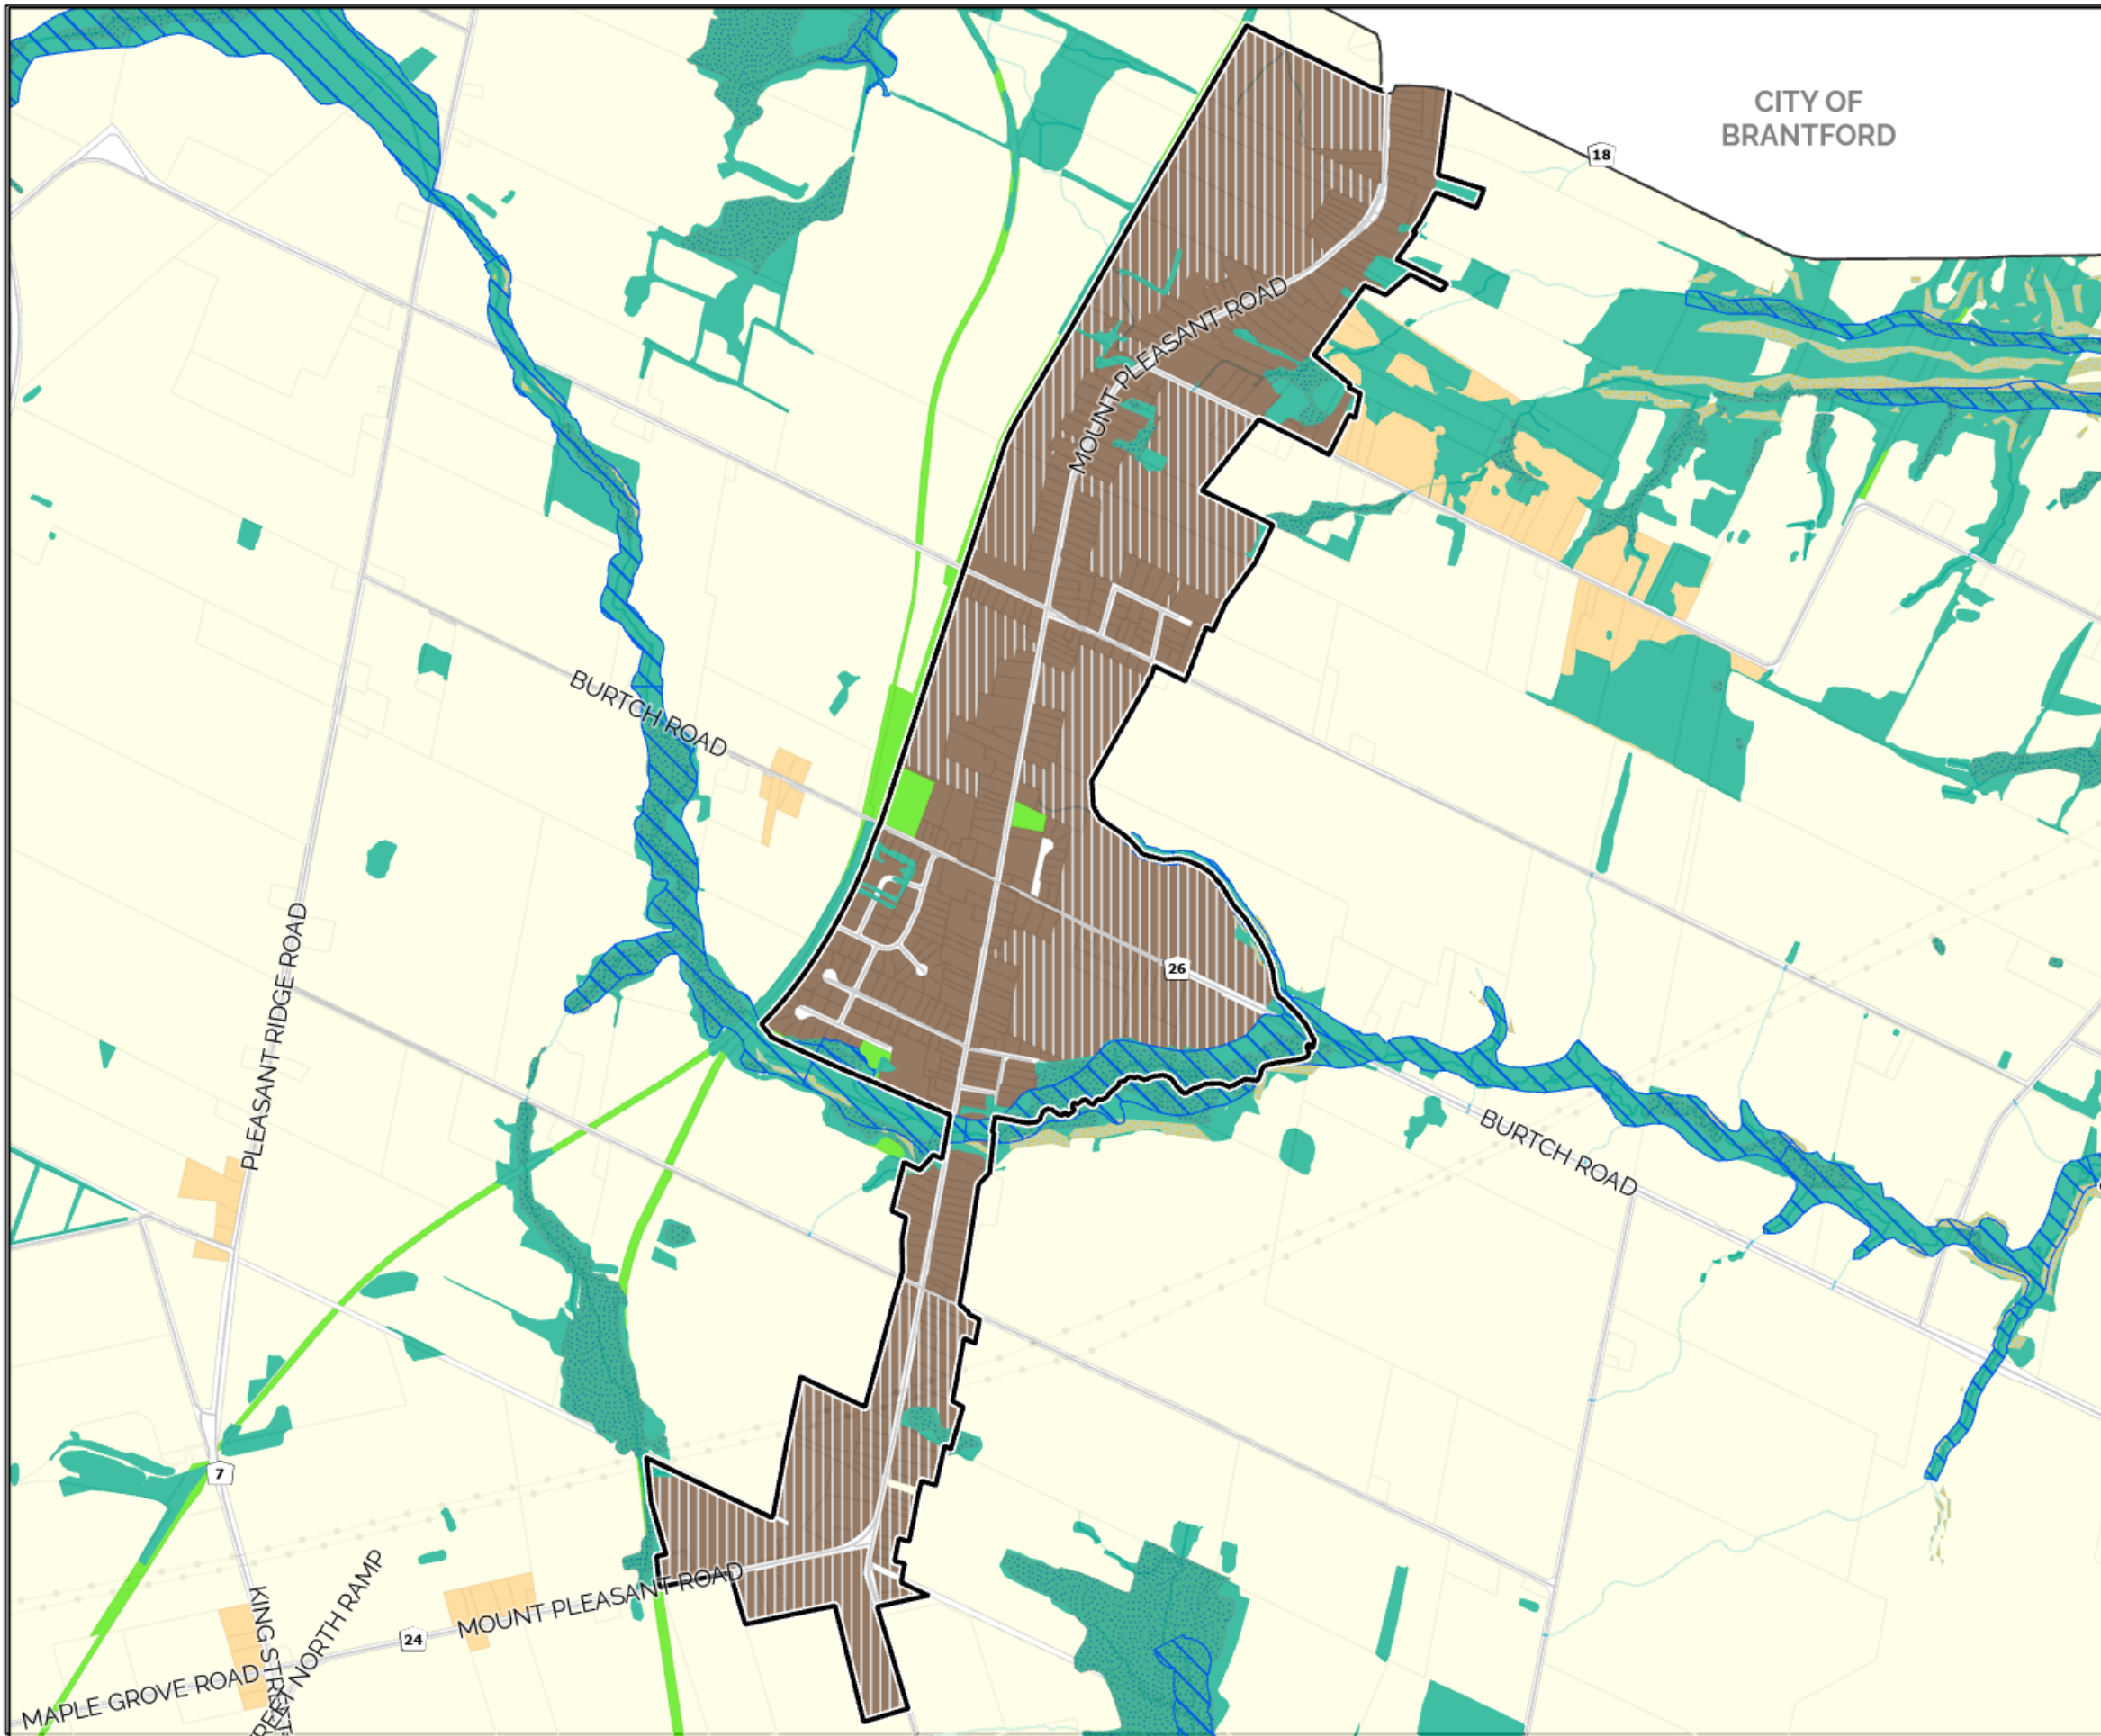 CITY OF
BRANTFORD
18
MOUNT PLEASANT ROAD
BURTCH ROAD
PLEASANT RIDGE ROAD
26
BURTCH ROAD
7
MOUNT PLEASANT ROAD
24
KING STREET
NORTH RAMP
MAPLE GROVE ROAD